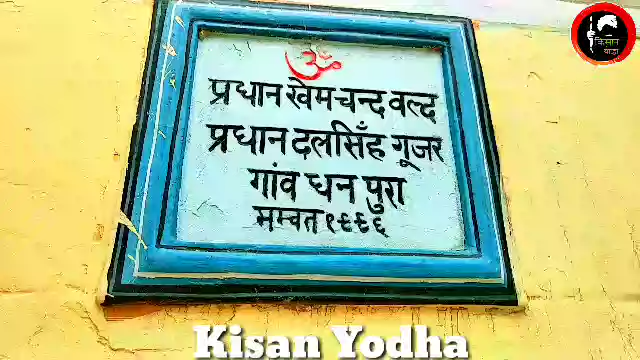 ॐ
प्रधान खेमचन्द वल्द
प्रधान दलसिँह गूजर
गांव धन पुरा
सम्वत १९९६
किसान
योद्धा
Kisan Yodha